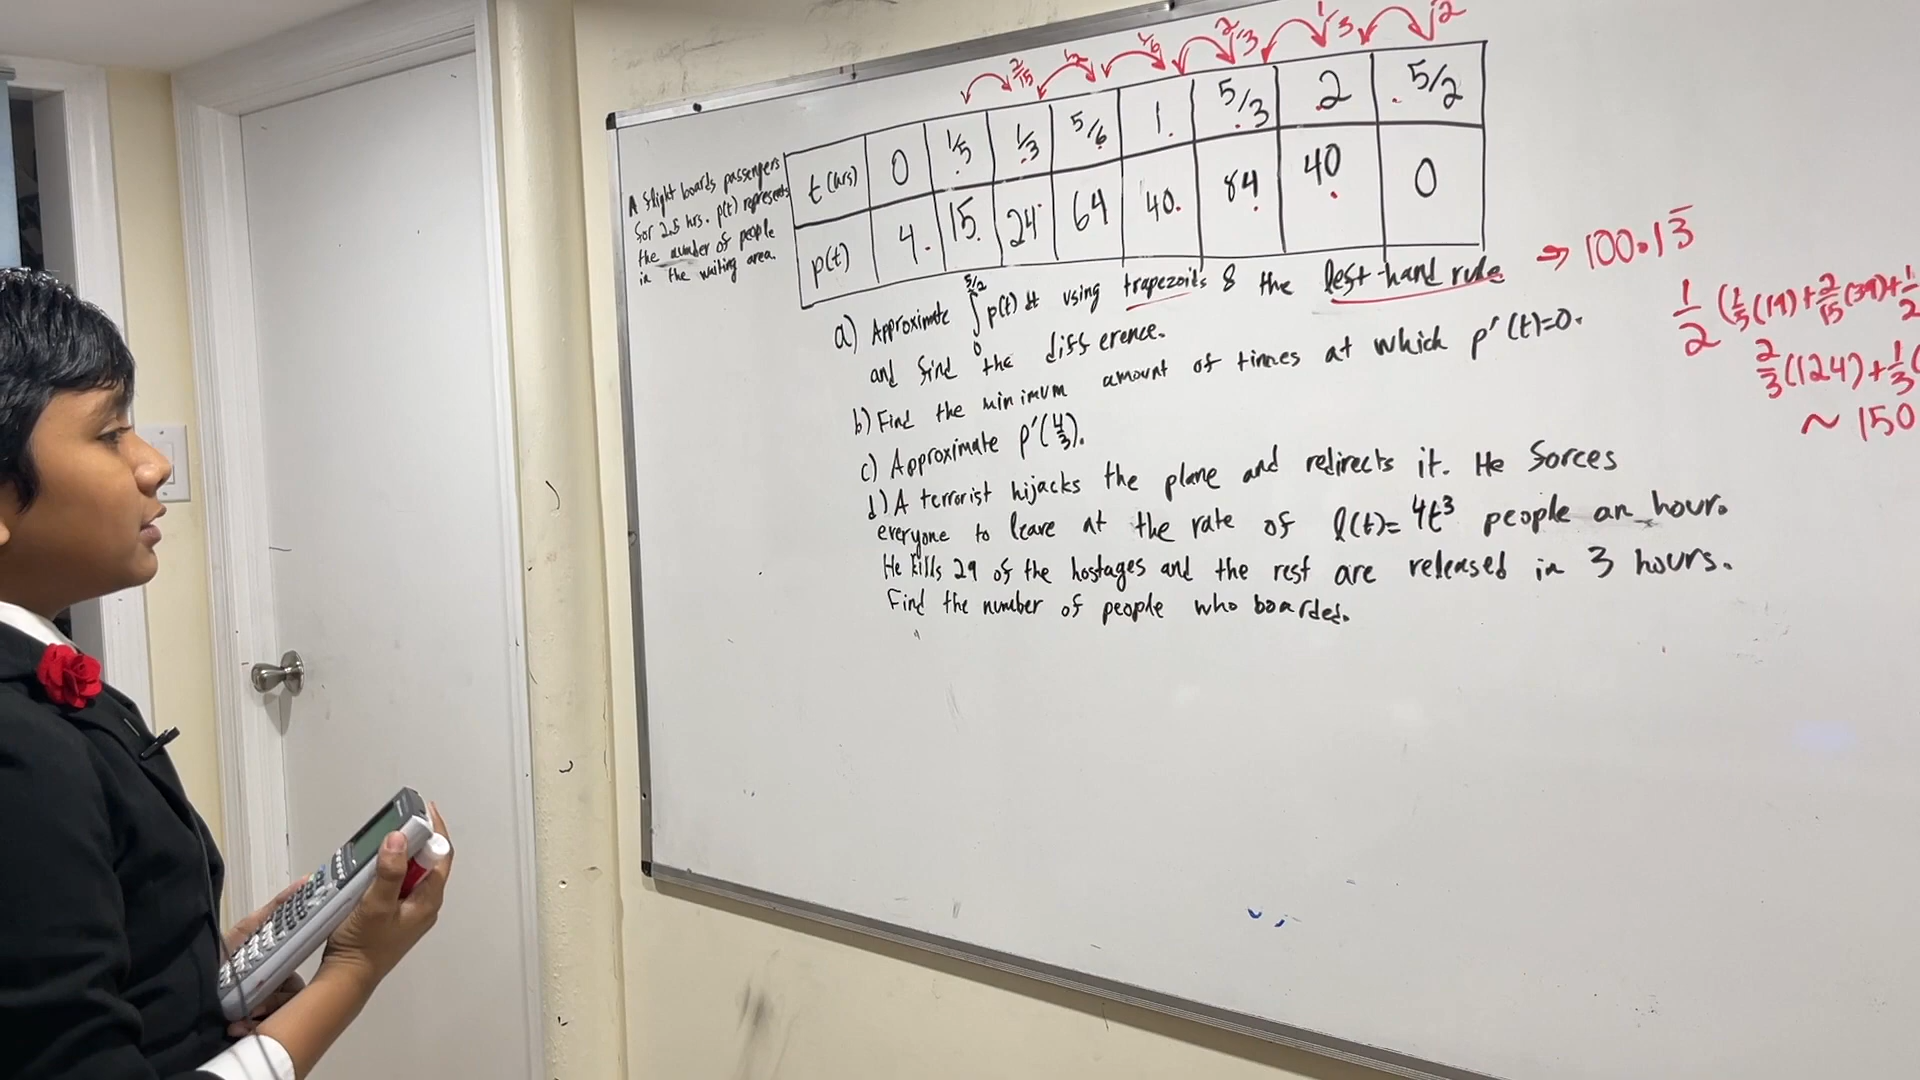 2/15 1/2 1/6 2/3 1/3 1/2
t(hrs) 0 1/5 1/3 5/6 1 5/3 2 5/2
p(t) 4 15 24 64 40 84 40 0
A flight boards passengers
for 2.5 hrs. p(t) represents
the number of people
in the waiting area.
a) Approximate ∫₀^{5/2} p(t) dt using trapezoids & the left-hand rule
and find the difference.
b) Find the minimum amount of times at which p'(t)=0.
c) Approximate p'(4/3).
d) A terrorist hijacks the plane and redirects it. He forces
everyone to leave at the rate of l(t)= 4t³ people an hour.
He kills 29 of the hostages and the rest are released in 3 hours.
Find the number of people who boarded.
→ 100.13̅
1/2 (1/5(19)+2/15(39)+1/2
2/3(124)+1/3(
~ 150